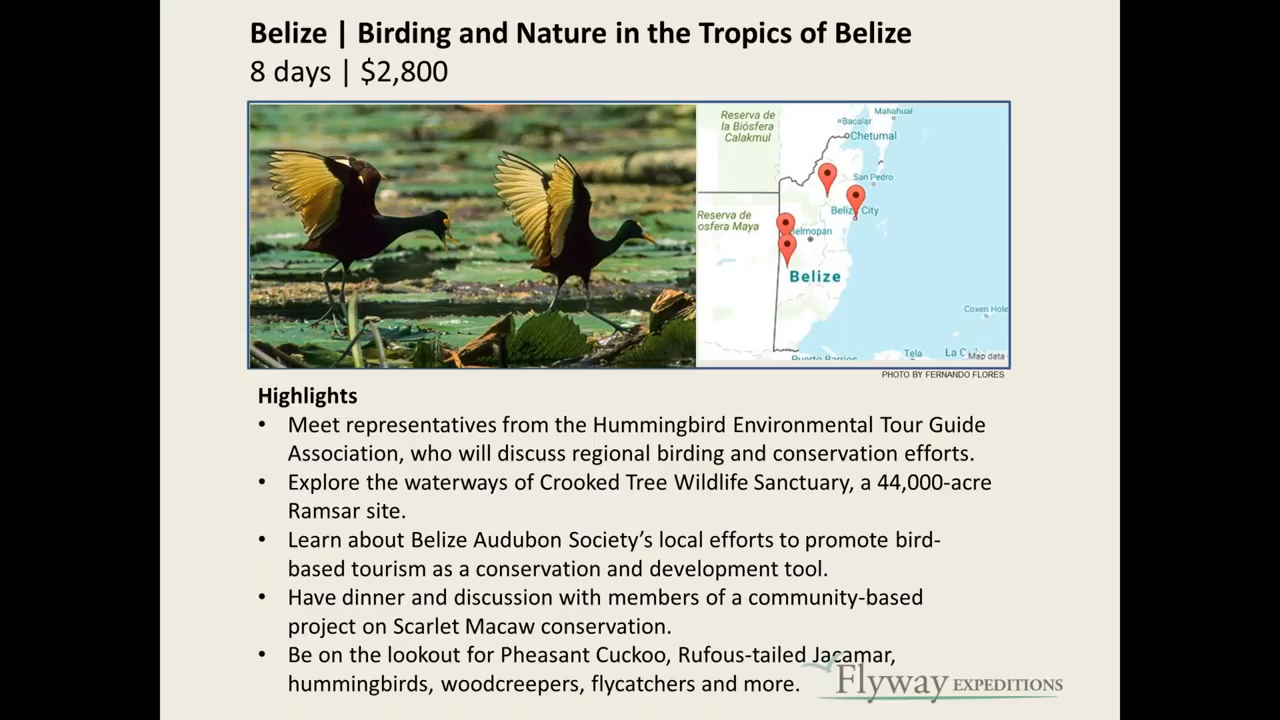 Belize | Birding and Nature in the Tropics of Belize
8 days | $2,800
Reserva de
la Biósfera
Calakmul
Mahahual
Bacalar
Chetumal
San Pedro
Belize City
Reserva de
osfera Maya
elmopan
Belize
Coxen Hole
Puerto Barrios
Tela
La C
Map data
PHOTO BY FERNANDO FLORES
Highlights
• Meet representatives from the Hummingbird Environmental Tour Guide
Association, who will discuss regional birding and conservation efforts.
• Explore the waterways of Crooked Tree Wildlife Sanctuary, a 44,000-acre
Ramsar site.
• Learn about Belize Audubon Society’s local efforts to promote bird-
based tourism as a conservation and development tool.
• Have dinner and discussion with members of a community-based
project on Scarlet Macaw conservation.
• Be on the lookout for Pheasant Cuckoo, Rufous-tailed Jacamar,
hummingbirds, woodcreepers, flycatchers and more.
Flyway EXPEDITIONS